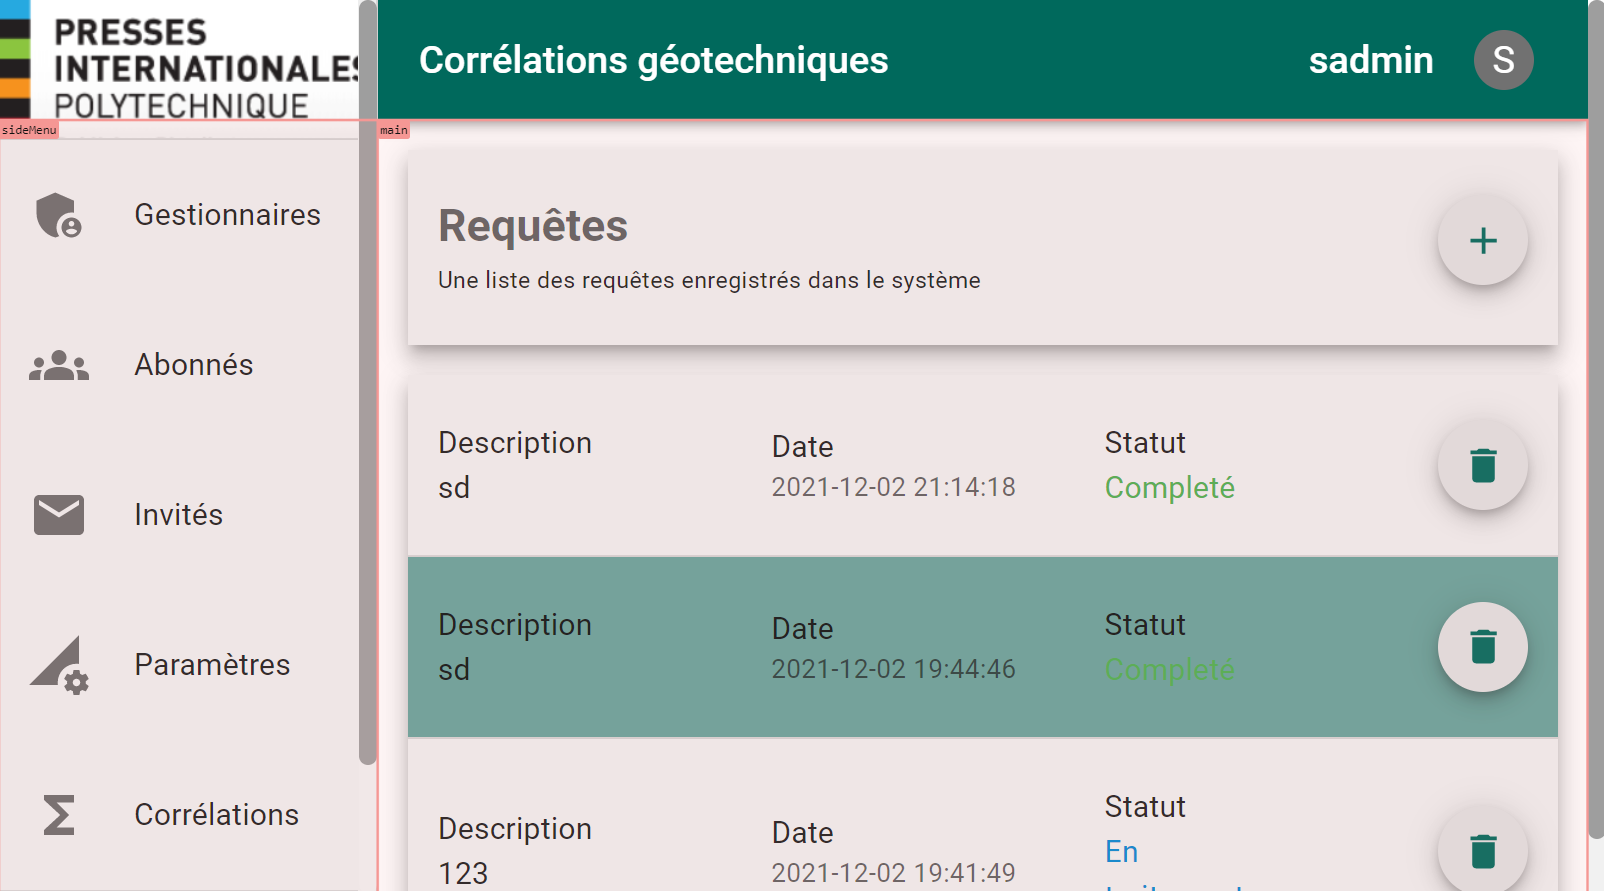 PRESSES
INTERNATIONALES
POLYTECHNIQUE
Corrélations géotechniques
sadmin
S
sideMenu
main
Gestionnaires
Abonnés
Invités
Paramètres
Corrélations
Requêtes
Une liste des requêtes enregistrés dans le système
Description
sd
Date
2021-12-02 21:14:18
Statut
Completé
Description
sd
Date
2021-12-02 19:44:46
Statut
Completé
Description
123
Date
2021-12-02 19:41:49
Statut
En